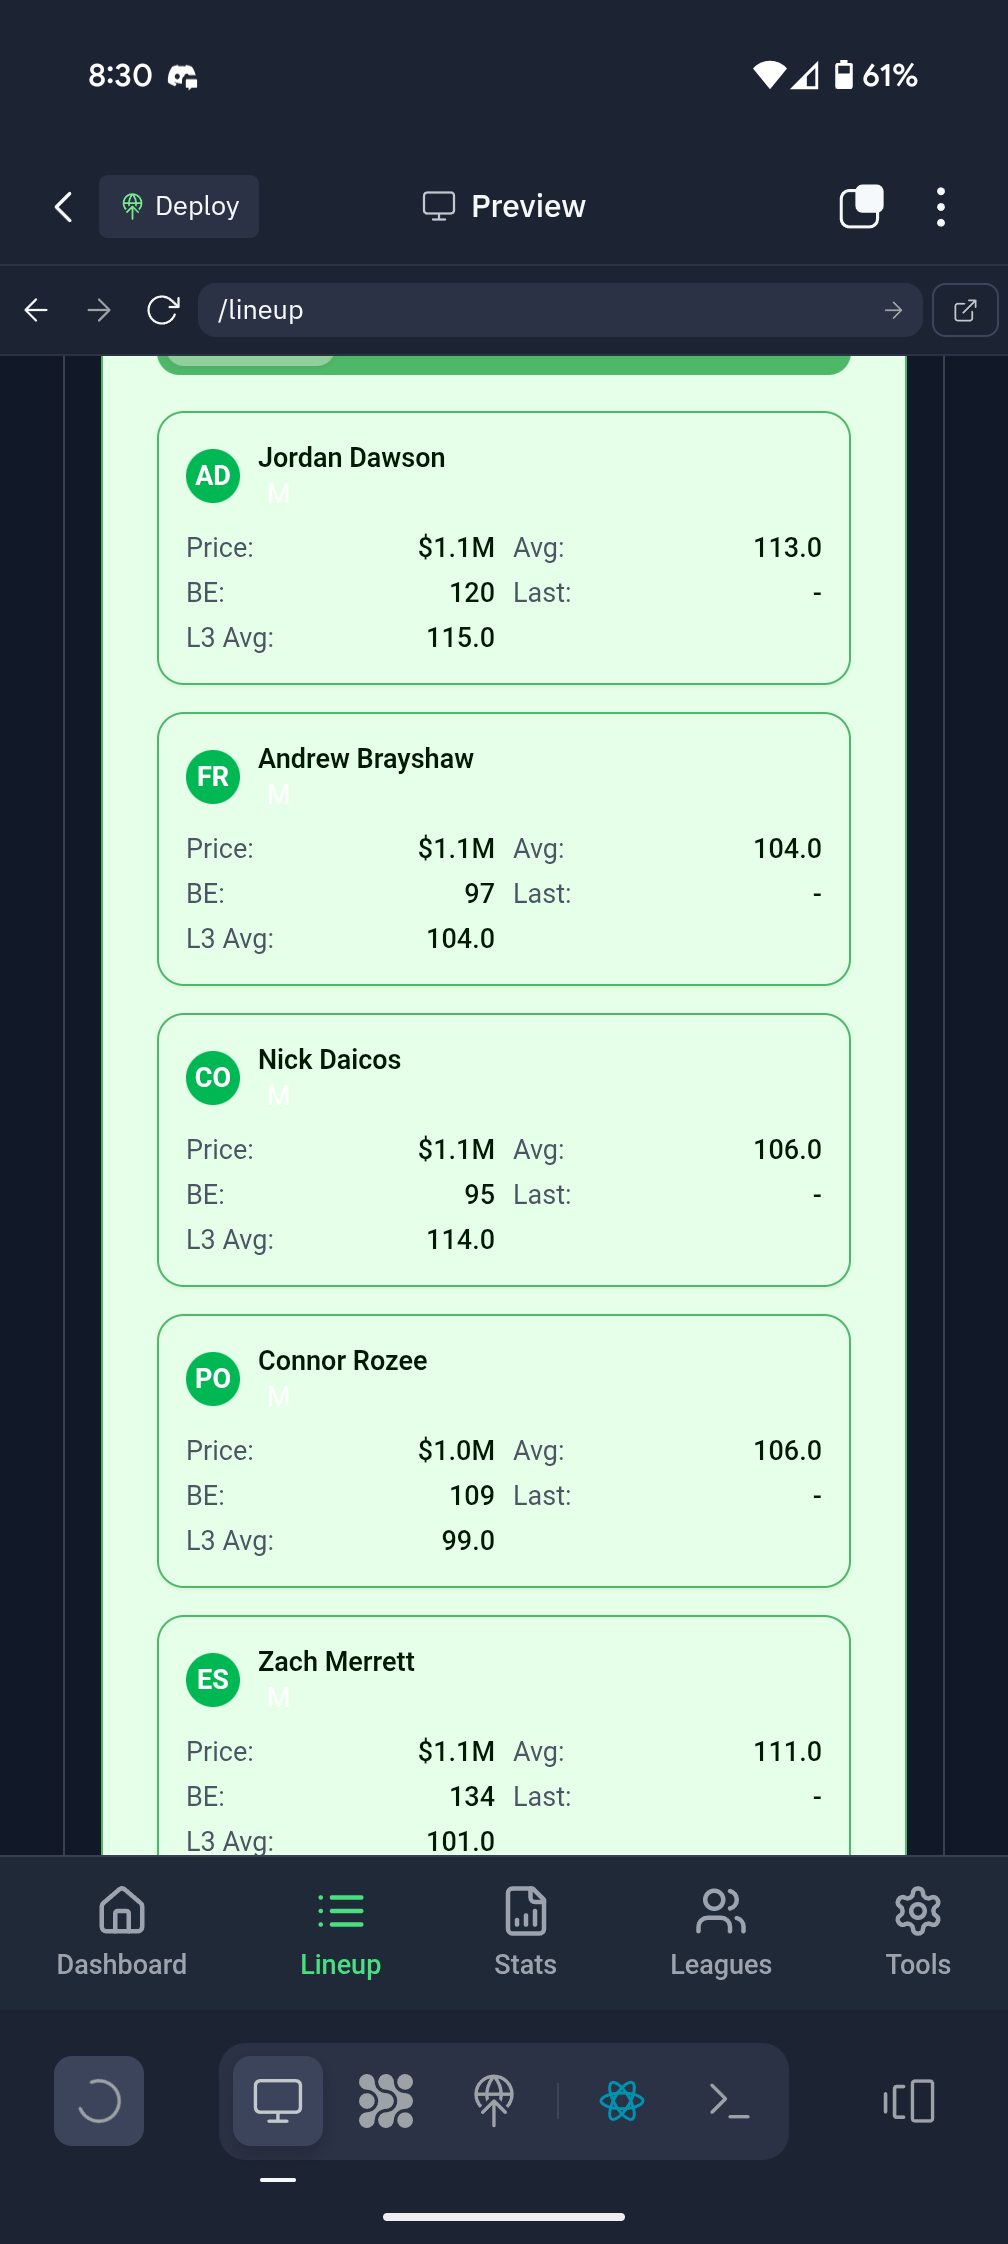 8:30 61%
Deploy Preview
/lineup
AD Jordan Dawson
M
Price: $1.1M Avg: 113.0
BE: 120 Last: -
L3 Avg: 115.0
FR Andrew Brayshaw
M
Price: $1.1M Avg: 104.0
BE: 97 Last: -
L3 Avg: 104.0
CO Nick Daicos
M
Price: $1.1M Avg: 106.0
BE: 95 Last: -
L3 Avg: 114.0
PO Connor Rozee
M
Price: $1.0M Avg: 106.0
BE: 109 Last: -
L3 Avg: 99.0
ES Zach Merrett
M
Price: $1.1M Avg: 111.0
BE: 134 Last: -
L3 Avg: 101.0
Dashboard Lineup Stats Leagues Tools